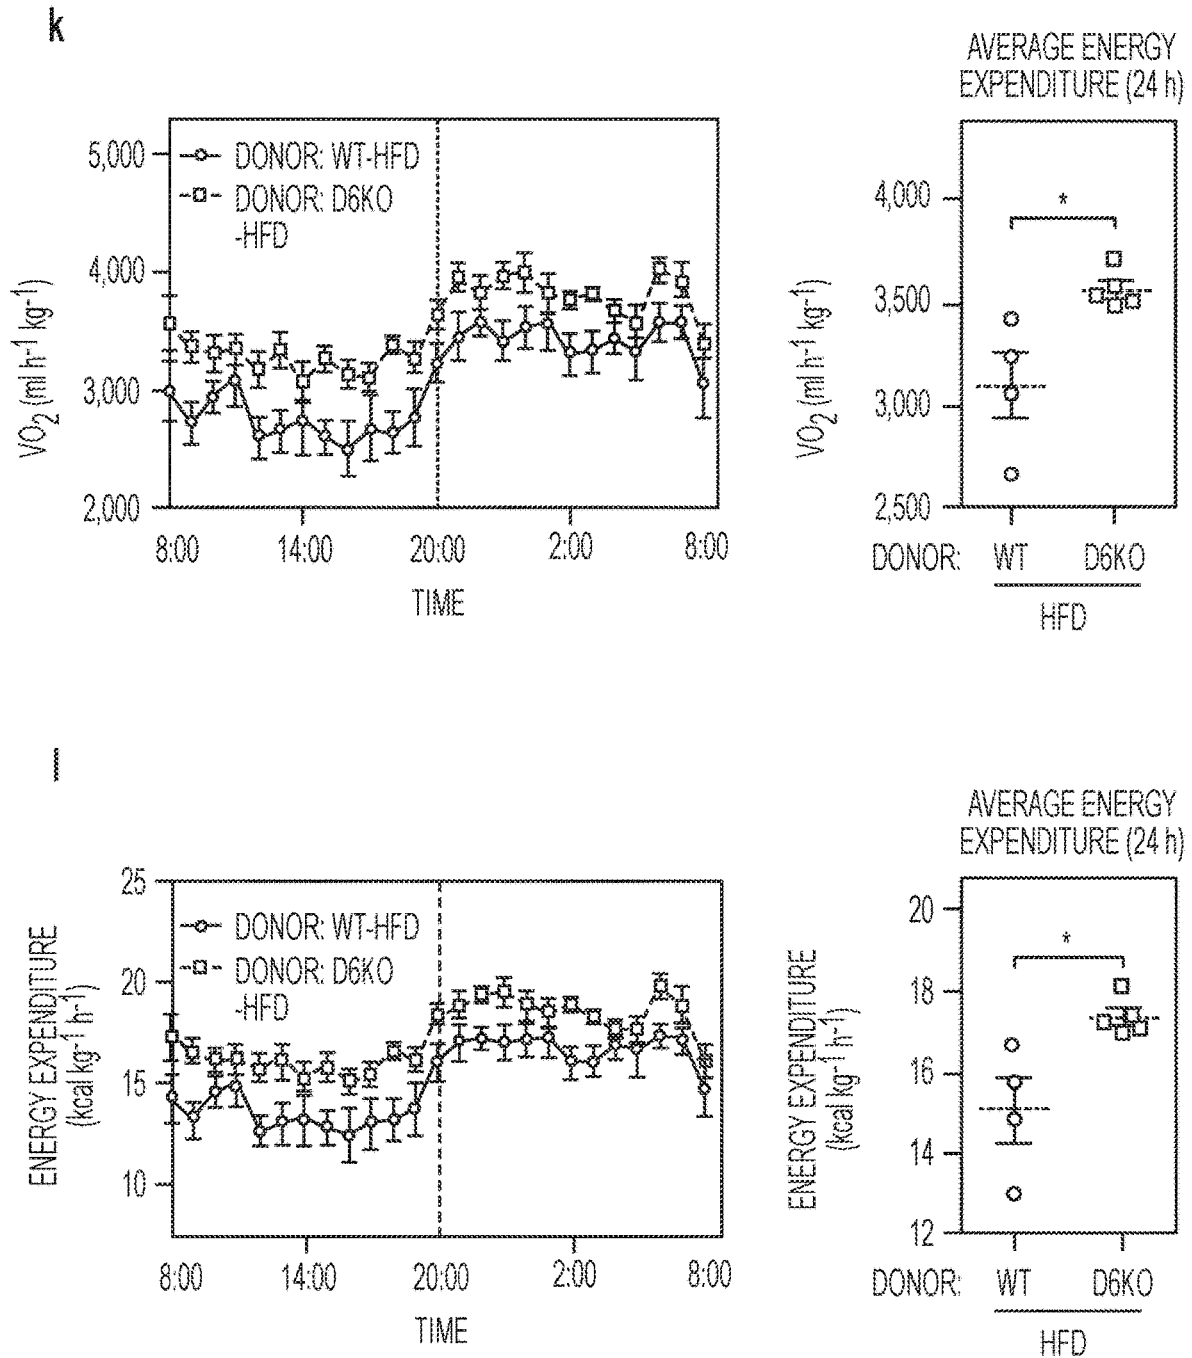 k
5,000
4,000
3,000
2,000
VO2 (ml h-1 kg-1)
DONOR: WT-HFD
DONOR: D6KO
-HFD
8:00
14:00
20:00
2:00
8:00
TIME
AVERAGE ENERGY
EXPENDITURE (24 h)
4,000
3,500
3,000
2,500
VO2 (ml h-1 kg-1)
*
DONOR: WT D6KO
HFD
l
25
20
15
10
ENERGY EXPENDITURE
(kcal kg-1 h-1)
DONOR: WT-HFD
DONOR: D6KO
-HFD
8:00
14:00
20:00
2:00
8:00
TIME
AVERAGE ENERGY
EXPENDITURE (24 h)
20
18
16
14
12
ENERGY EXPENDITURE
(kcal kg-1 h-1)
*
DONOR: WT D6KO
HFD